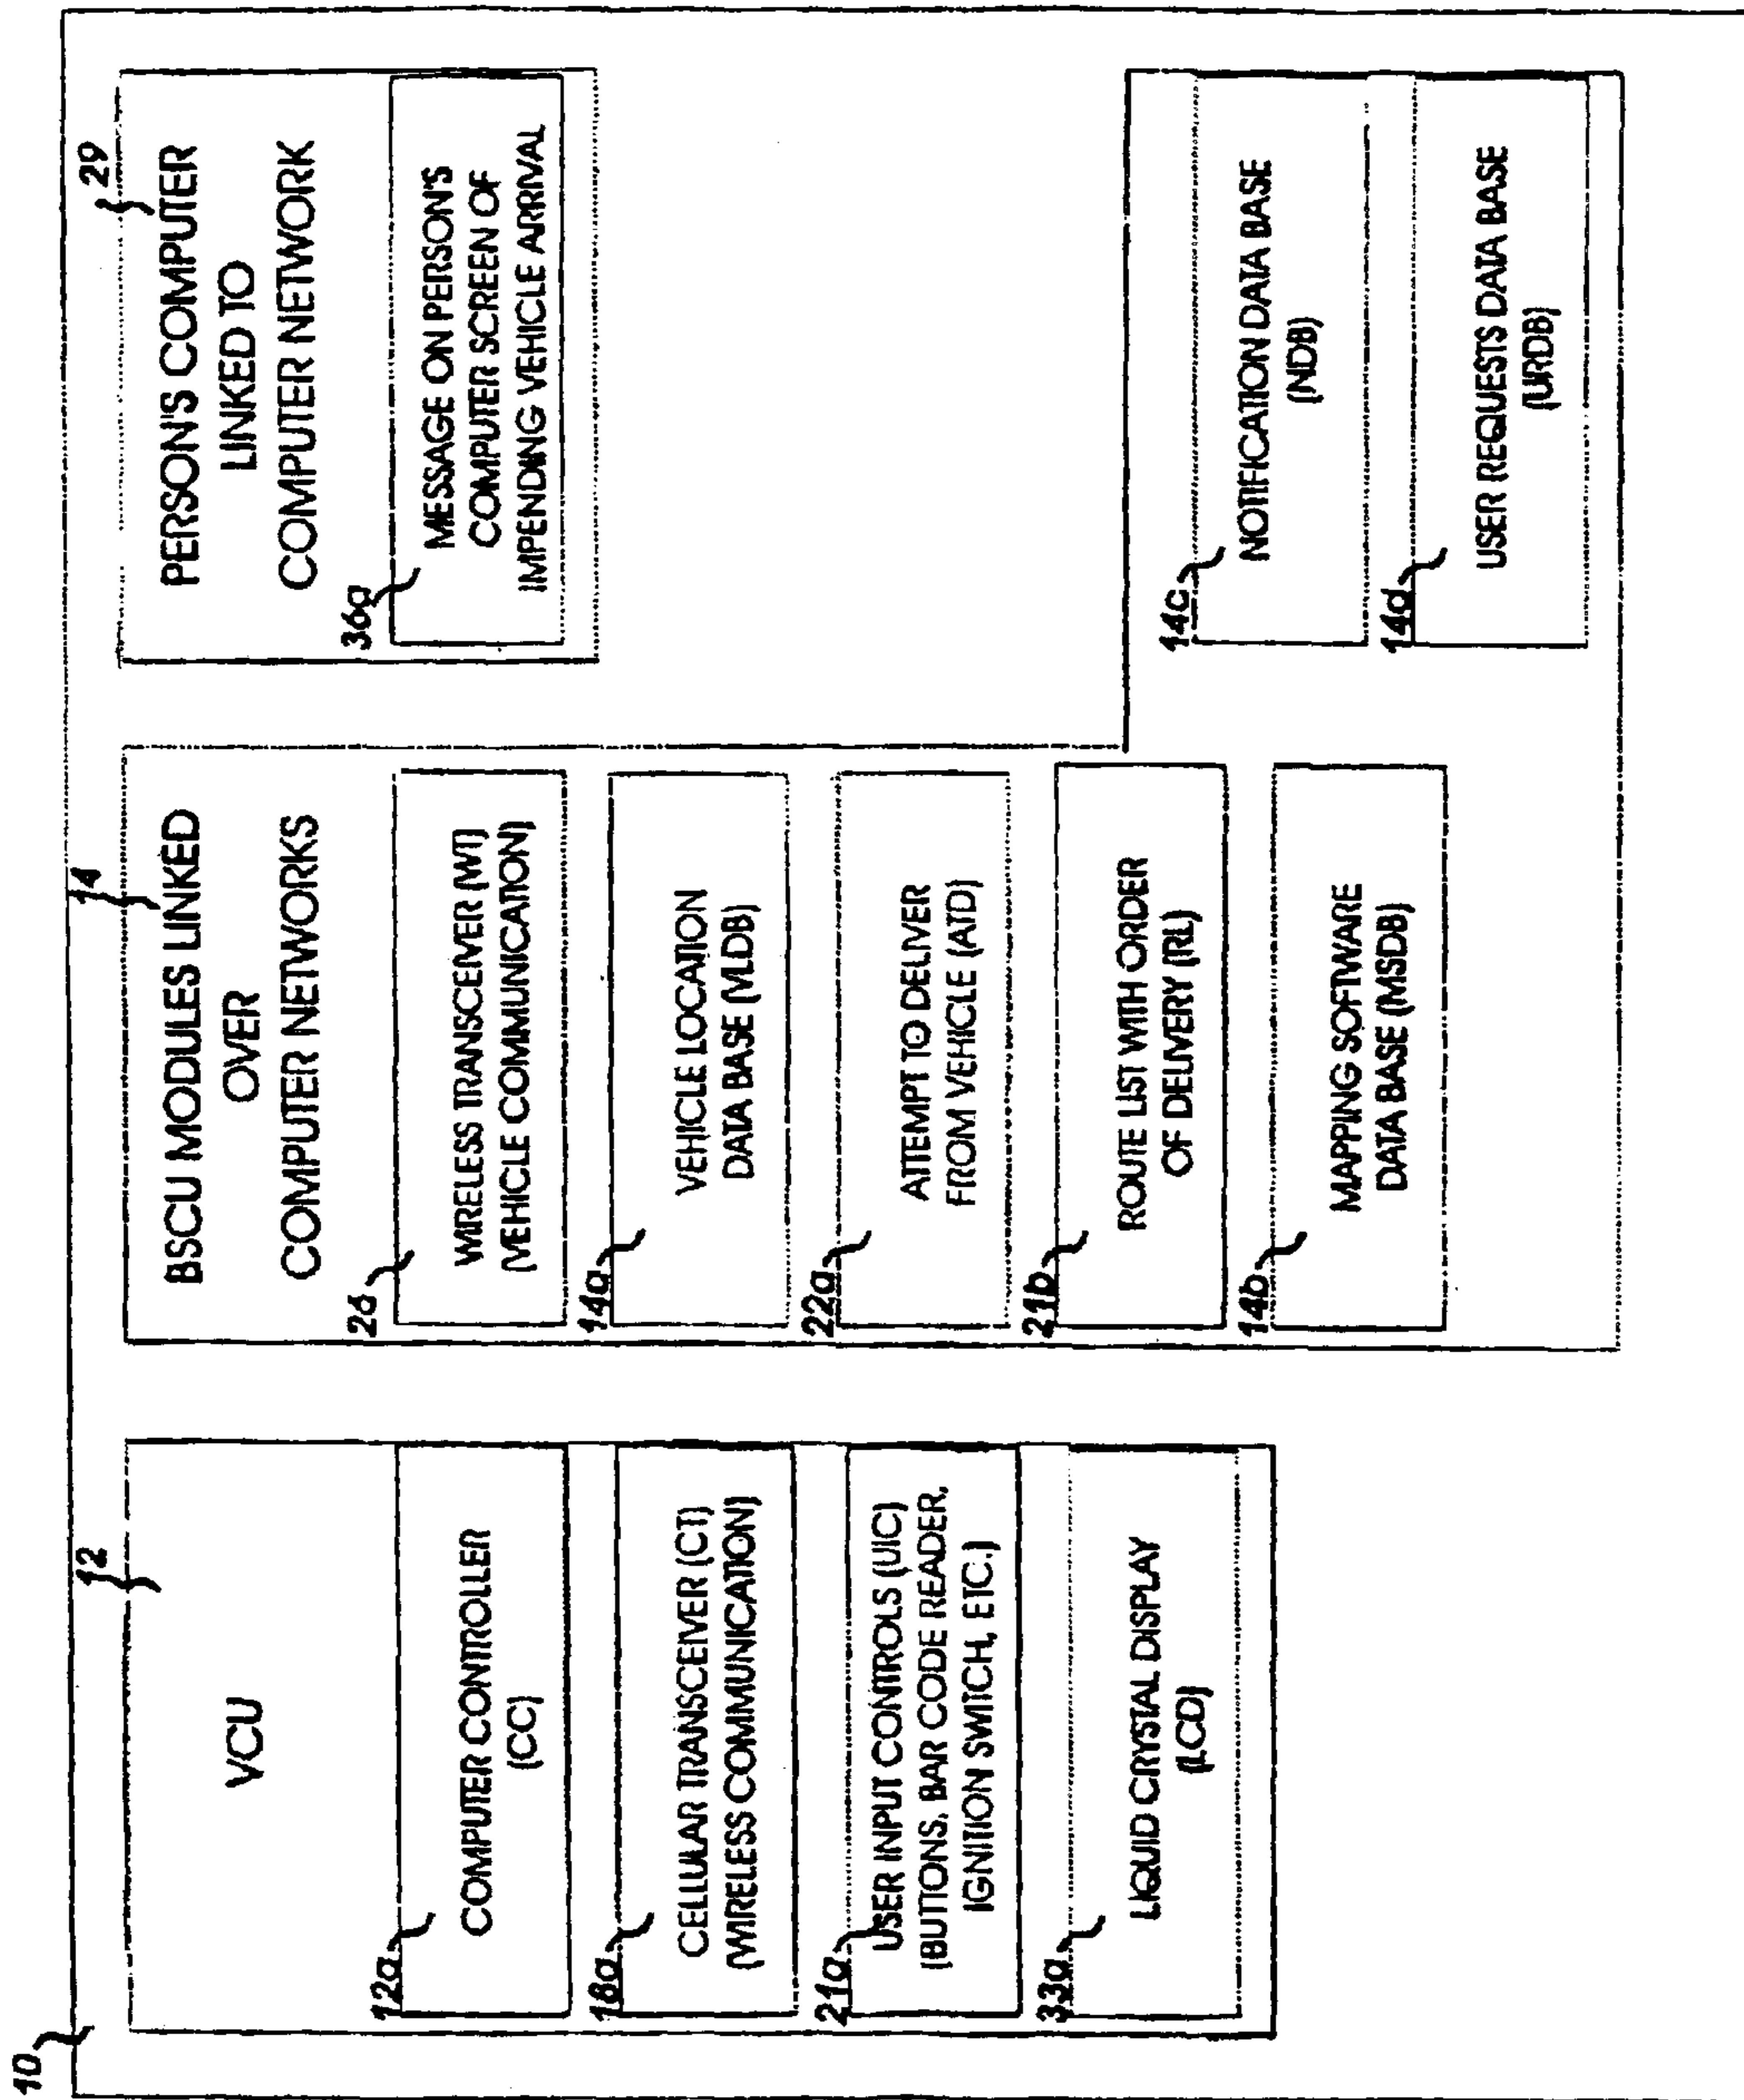 10
12
VCU
12a
COMPUTER CONTROLLER
(CC)
18a
CELLULAR TRANSCEIVER (CT)
(WIRELESS COMMUNICATION)
21a
USER INPUT CONTROLS (UIC)
(BUTTONS, BAR CODE READER,
IGNITION SWITCH, ETC.)
33a
LIQUID CRYSTAL DISPLAY
(LCD)
14
BSCU MODULES LINKED
OVER
COMPUTER NETWORKS
26
WIRELESS TRANSCEIVER (WT)
(VEHICLE COMMUNICATION)
14a
VEHICLE LOCATION
DATA BASE (VLDB)
22a
ATTEMPT TO DELIVER
FROM VEHICLE (ATD)
21b
ROUTE LIST WITH ORDER
OF DELIVERY (RL)
14b
MAPPING SOFTWARE
DATA BASE (MSDB)
29
PERSON'S COMPUTER
LINKED TO
COMPUTER NETWORK
36a
MESSAGE ON PERSON'S
COMPUTER SCREEN OF
IMPENDING VEHICLE ARRIVAL
14c
NOTIFICATION DATA BASE
(NDB)
14d
USER REQUESTS DATA BASE
(URDB)